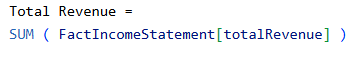 Total Revenue =
SUM ( FactIncomeStatement[totalRevenue] )